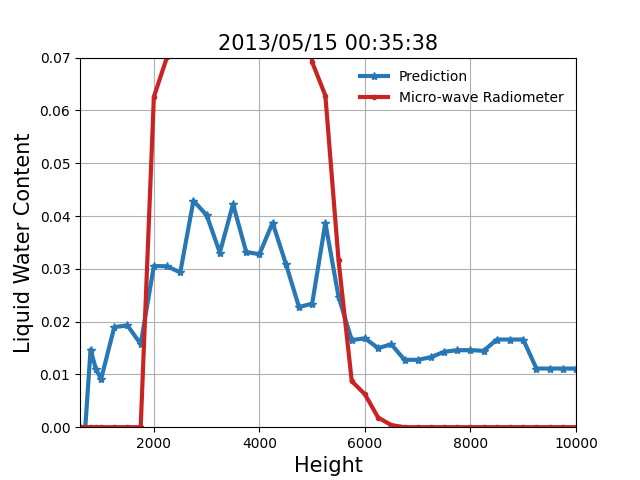 2013/05/15 00:35:38
Liquid Water Content
0.07
0.06
0.05
0.04
0.03
0.02
0.01
0.00
Prediction
Micro-wave Radiometer
2000 4000 6000 8000 10000
Height